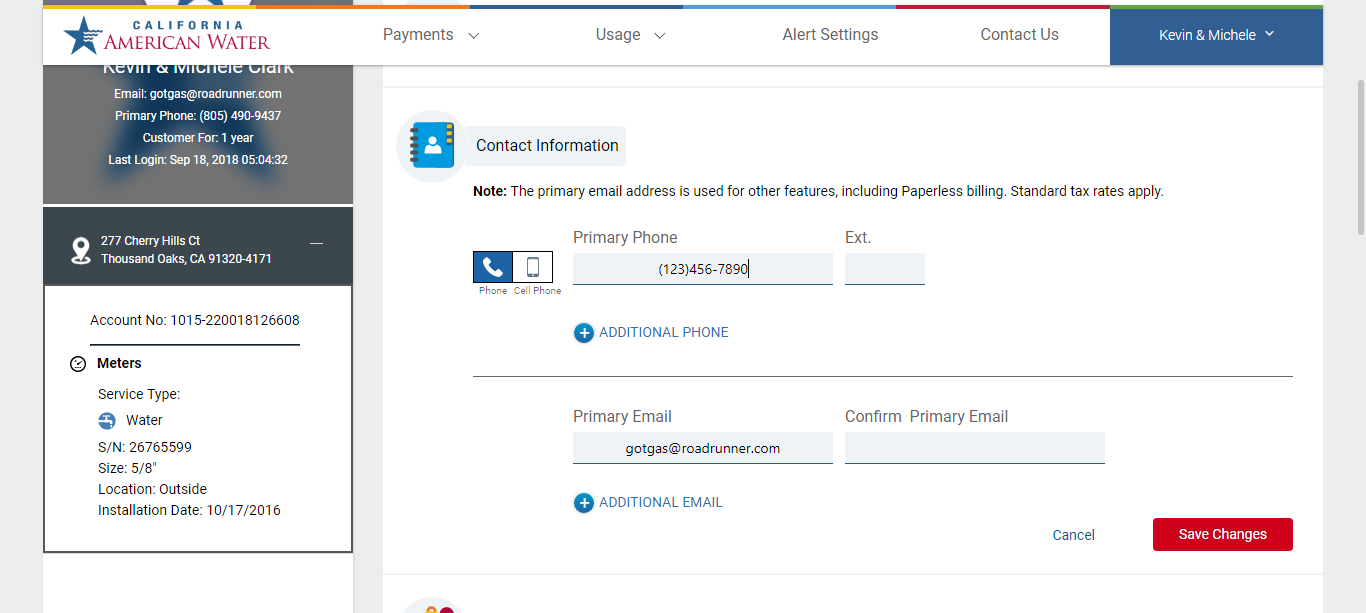 CALIFORNIA
AMERICAN WATER
Payments
Usage
Alert Settings
Contact Us
Kevin & Michele
Kevin & Michele Clark
Email: gotgas@roadrunner.com
Primary Phone: (805) 490-9437
Customer For: 1 year
Last Login: Sep 18, 2018 05:04:32
277 Cherry Hills Ct
Thousand Oaks, CA 91320-4171
Account No: 1015-220018126608
Meters
Service Type:
Water
S/N: 26765599
Size: 5/8"
Location: Outside
Installation Date: 10/17/2016
Contact Information
Note: The primary email address is used for other features, including Paperless billing. Standard tax rates apply.
Primary Phone
Ext.
(123)456-7890
Phone Cell Phone
ADDITIONAL PHONE
Primary Email
Confirm Primary Email
gotgas@roadrunner.com
ADDITIONAL EMAIL
Cancel
Save Changes